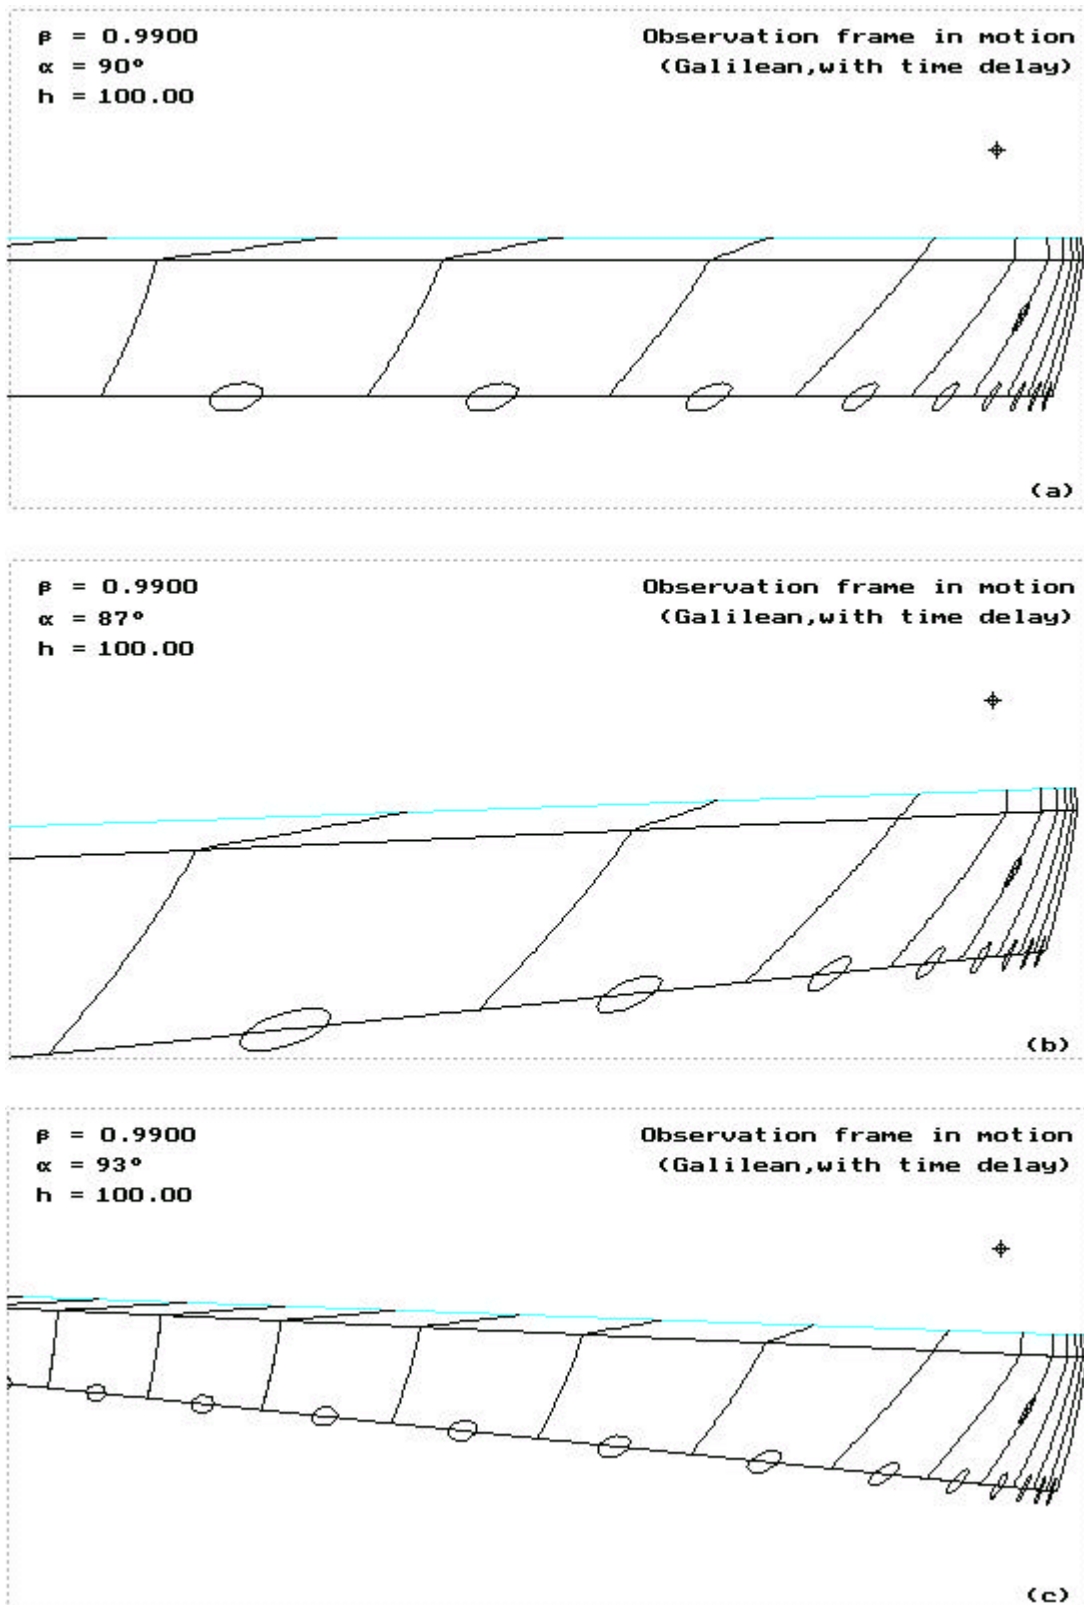 β = 0.9900
Observation frame in motion
α = 90°
(Galilean,with time delay)
h = 100.00
(a)
β = 0.9900
Observation frame in motion
α = 87°
(Galilean,with time delay)
h = 100.00
(b)
β = 0.9900
Observation frame in motion
α = 93°
(Galilean,with time delay)
h = 100.00
(c)